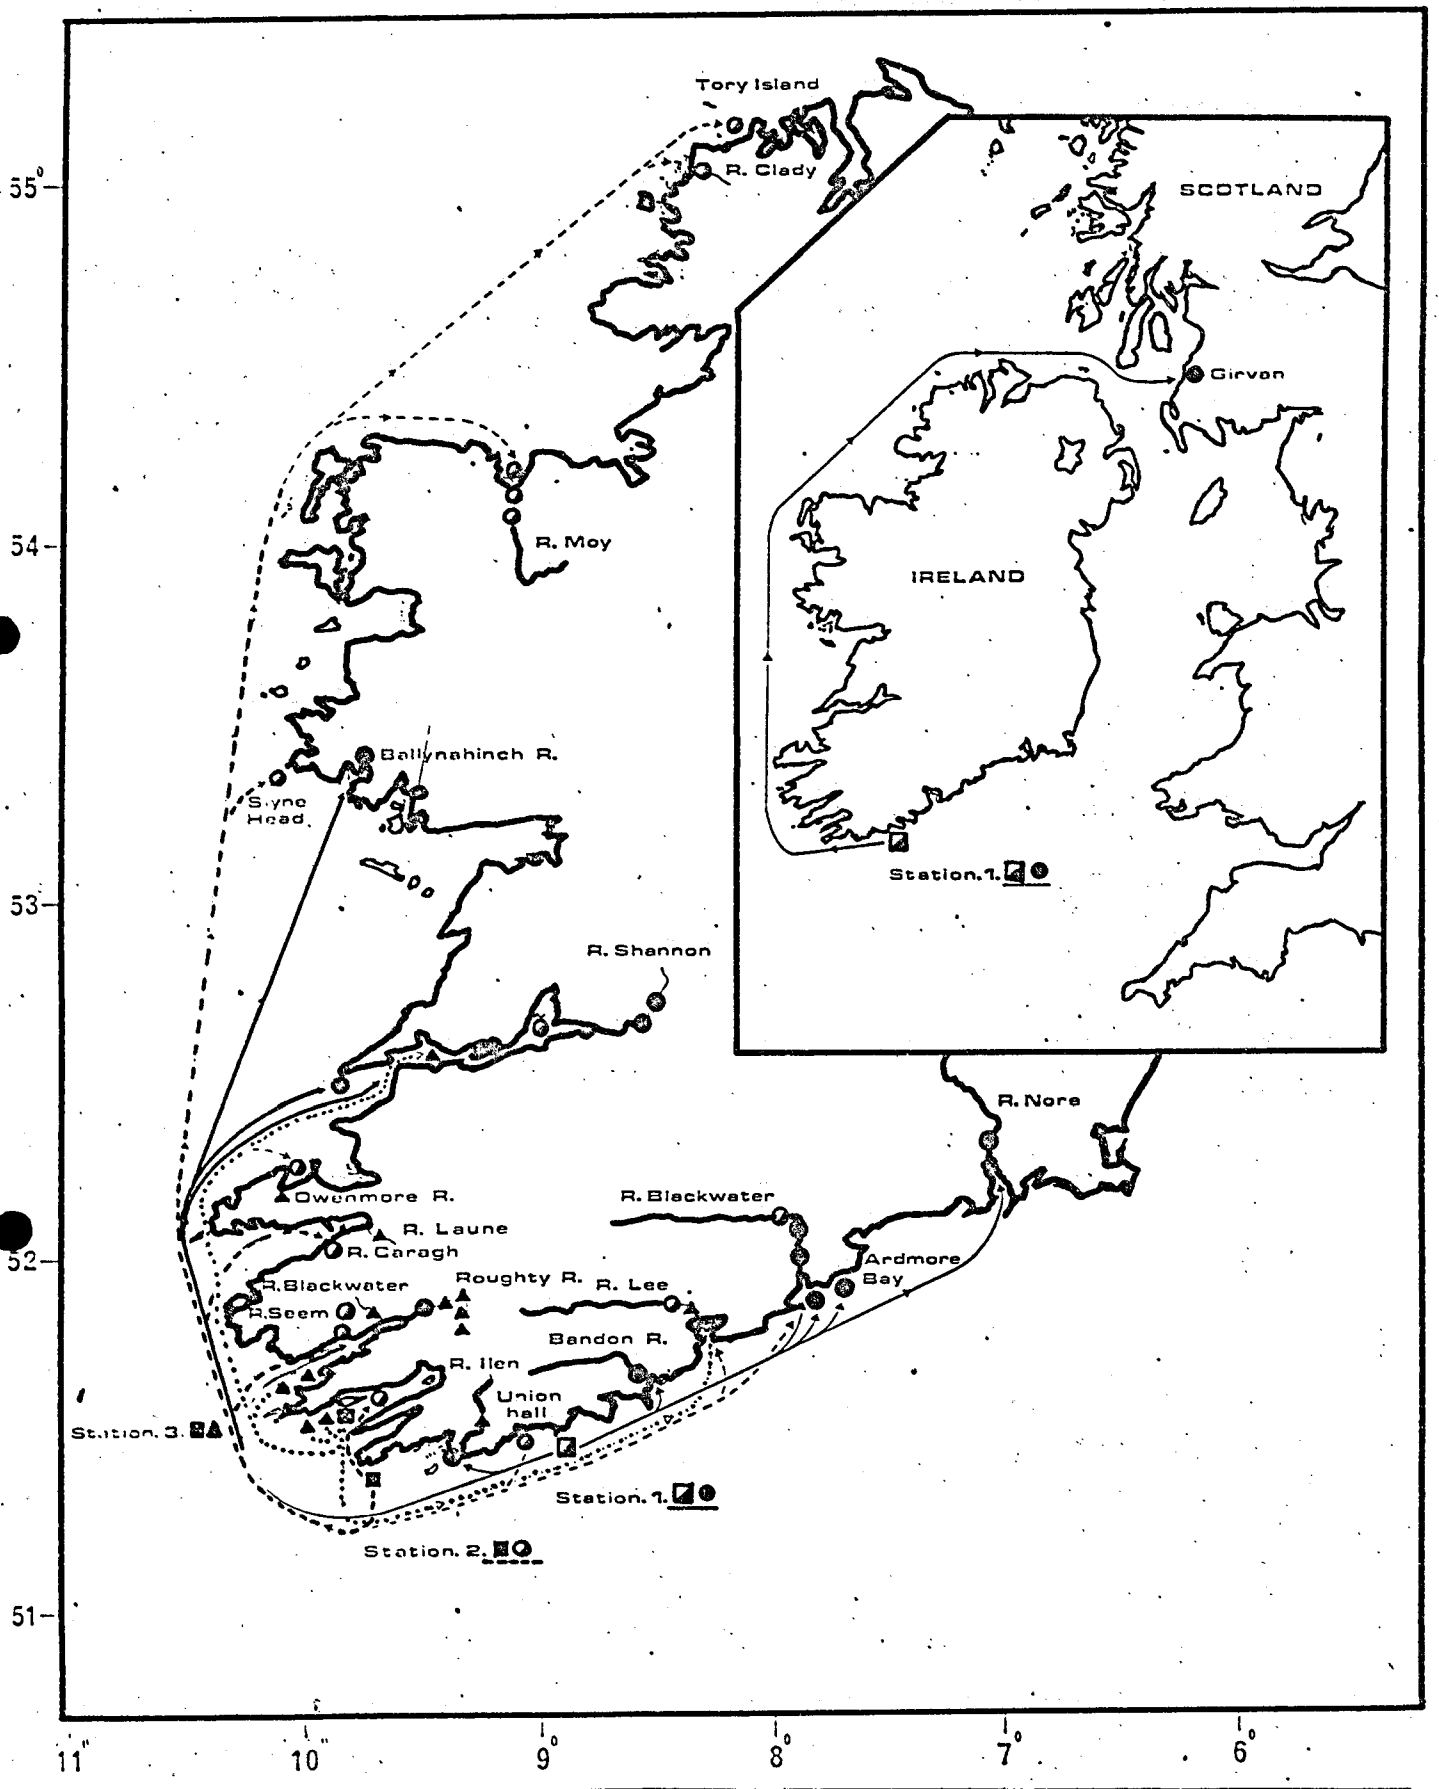 Tory Island
55°
R. Clady
SCOTLAND
Girvan
54
R. Moy
IRELAND
Ballynahinch R.
Slyne
Head
Station. 1.
53
R. Shannon
R. Nore
Owenmore R.
R. Blackwater
R. Laune
R. Caragh
52
Ardmore
Bay
R. Blackwater
Roughty R.
R. Lee
R. Sneem
Bandon R.
R. Ilen
Union
hall
Station. 3.
Station. 1.
Station. 2.
51
11°
10°
9°
8°
7°
6°